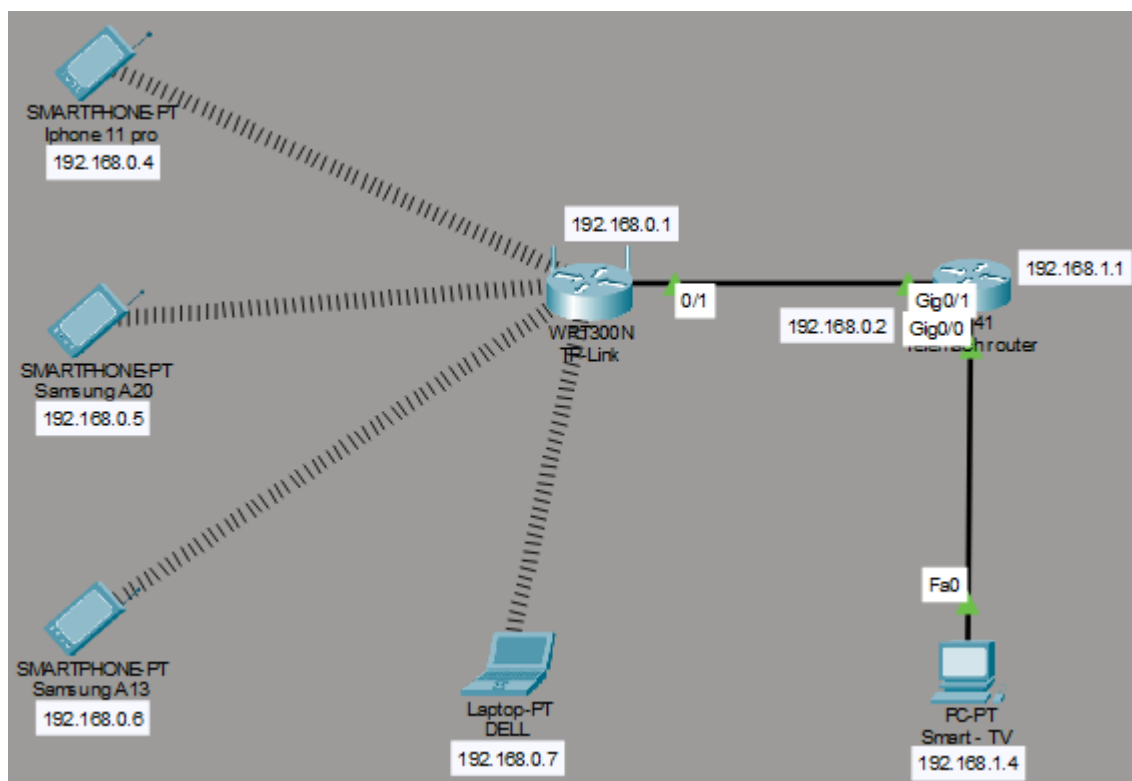 SMARTPHONE-PT
Iphone 11 pro
192.168.0.4
192.168.0.1
192.168.1.1
0/1
Gig0/1
192.168.0.2
Gig0/0
41
router
WRT300N
TP-Link
SMARTPHONE-PT
Samsung A20
192.168.0.5
Fa0
SMARTPHONE-PT
Samsung A13
192.168.0.6
Laptop-PT
DELL
192.168.0.7
PC-PT
Smart - TV
192.168.1.4